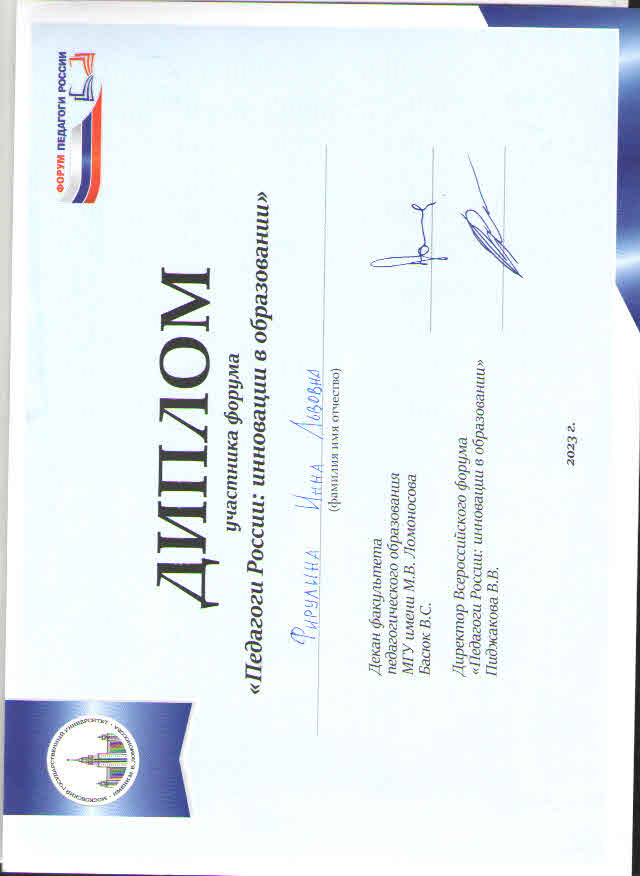 ФОРУМ ПЕДАГОГИ РОССИИ
МОСКОВСКИЙ ГОСУДАРСТВЕННЫЙ УНИВЕРСИТЕТ • ИМЕНИ М.В. ЛОМОНОСОВА •
ДИПЛОМ
участника форума
«Педагоги России: инновации в образовании»
Фирулина Инна Львовна
(фамилия имя отчество)
Декан факультета
педагогического образования
МГУ имени М.В. Ломоносова
Басюк В.С.
Директор Всероссийского форума
«Педагоги России: инновации в образовании»
Пиджакова В.В.
2023 г.